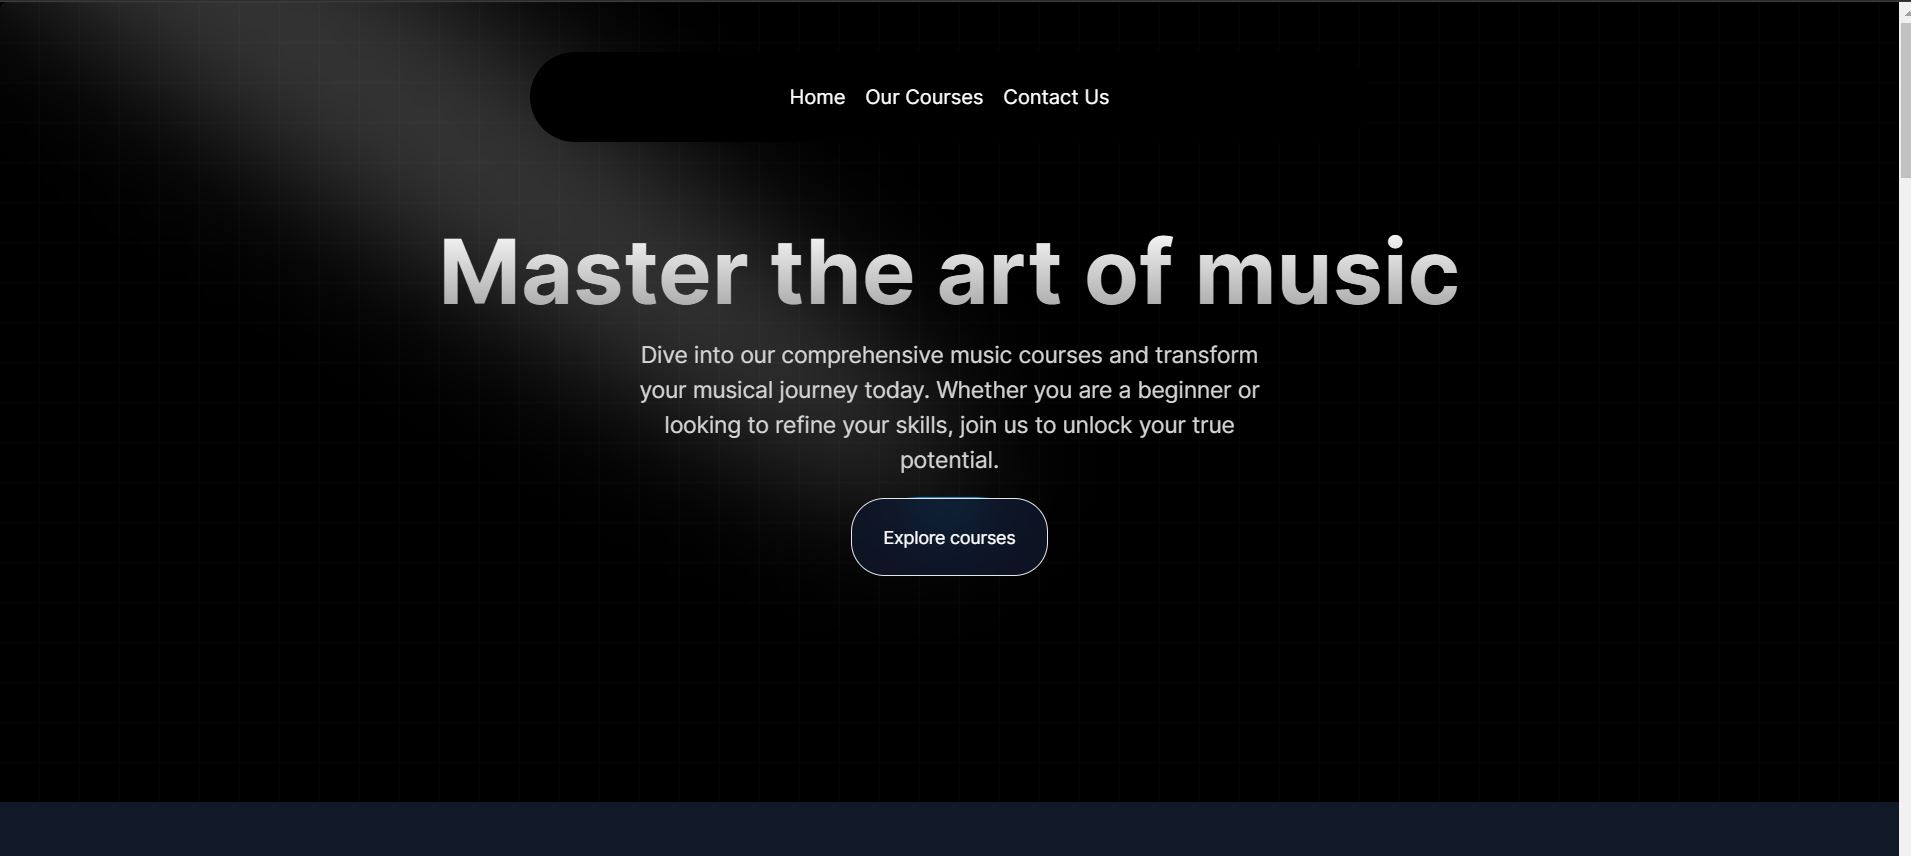 Home Our Courses Contact Us
Master the art of music
Dive into our comprehensive music courses and transform
your musical journey today. Whether you are a beginner or
looking to refine your skills, join us to unlock your true
potential.
Explore courses